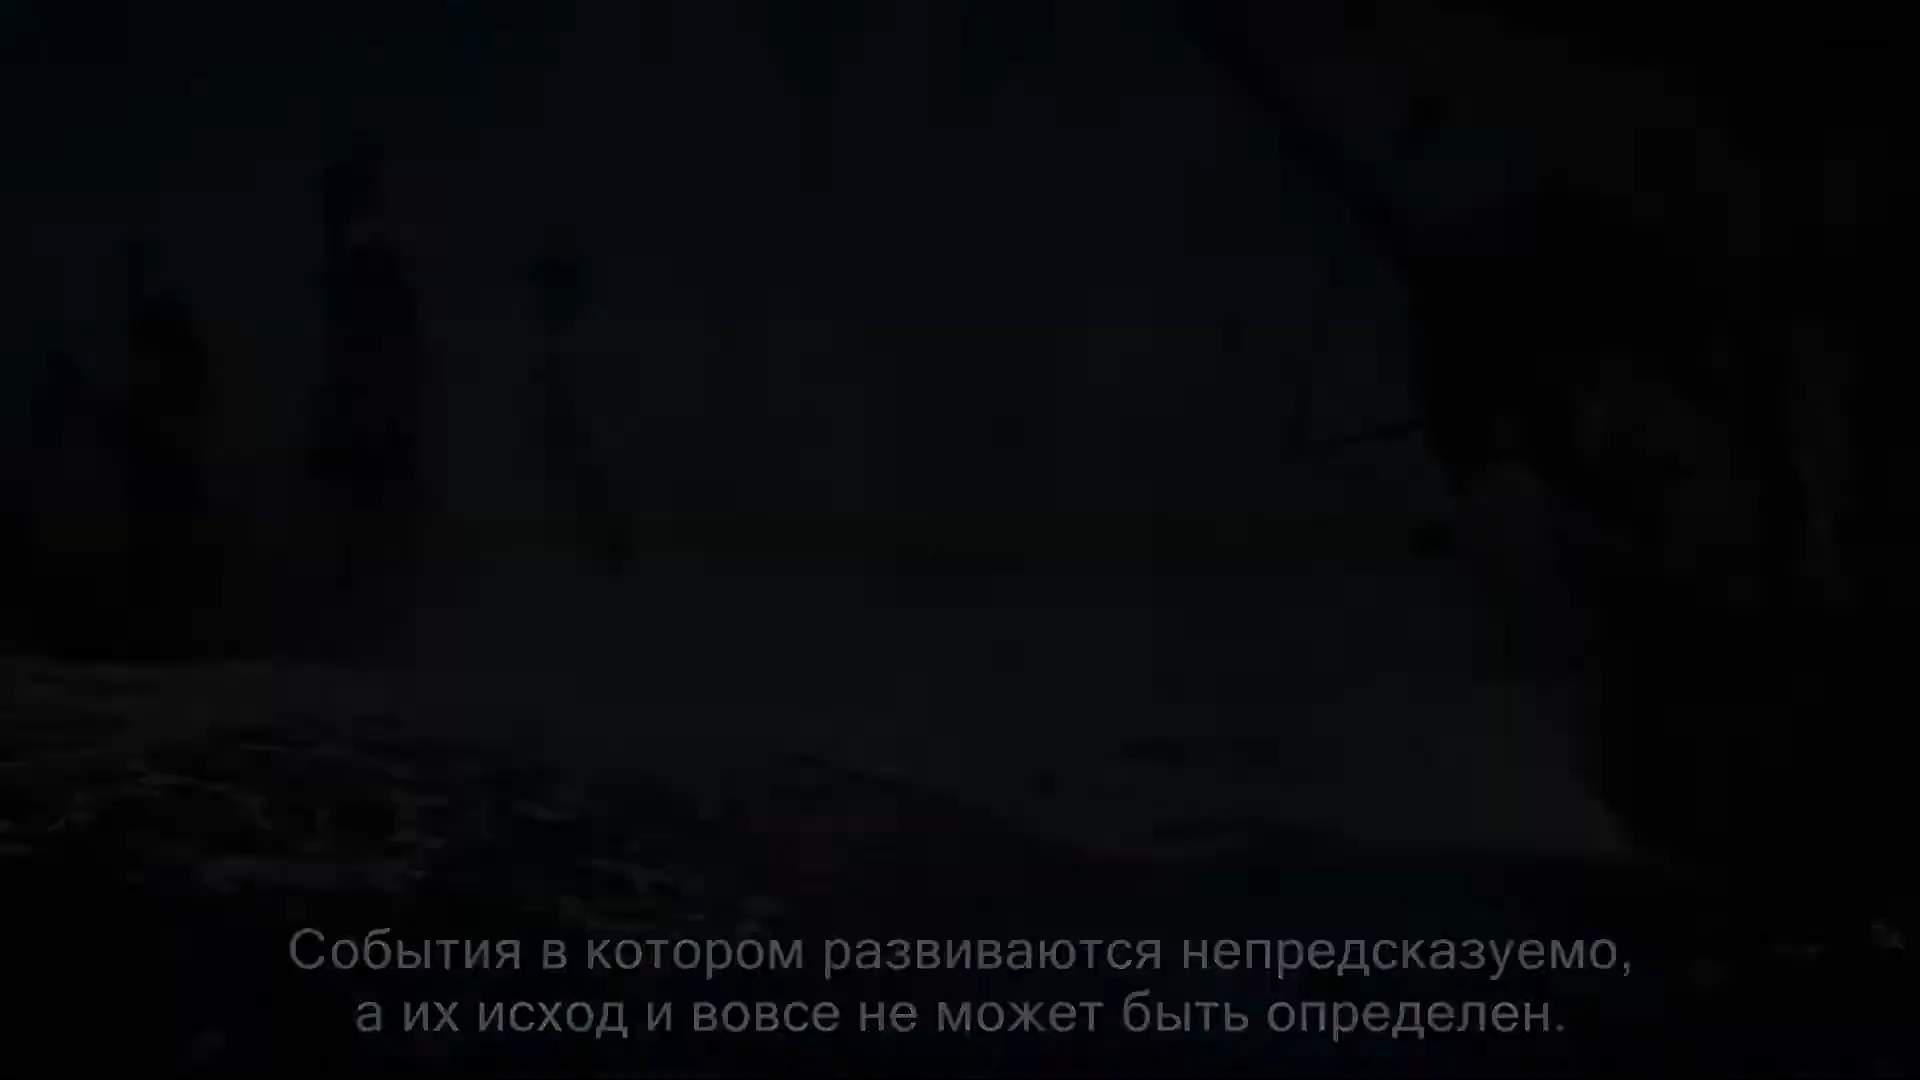 События в котором развиваются непредсказуемо,
а их исход и вовсе не может быть определен.